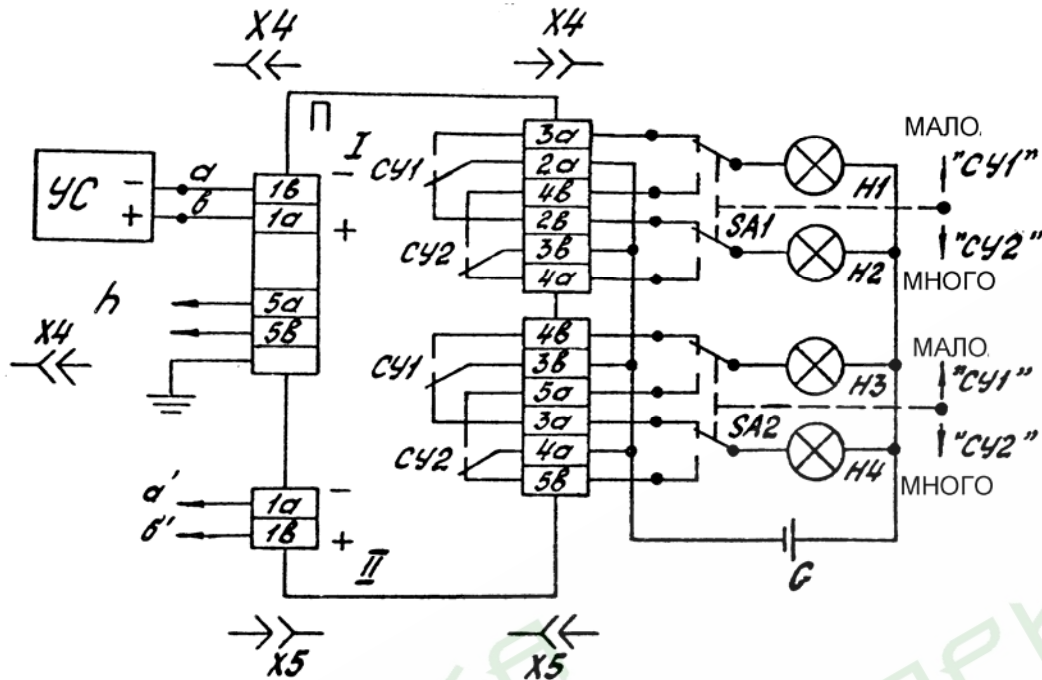 X4 X4
П
I
УС
-
+
а
в
1в
1а
-
+
5а
5в
h
X4
а'
б'
1а
1в
-
+
II
X5
СУ1
СУ2
3а
2а
4в
2в
3в
4а
SA1
H1
H2
МАЛО.
"СУ1"
"СУ2"
МНОГО
СУ1
СУ2
4в
3в
5а
3а
4а
5в
SA2
H3
H4
МАЛО.
"СУ1"
"СУ2"
МНОГО
G
X5